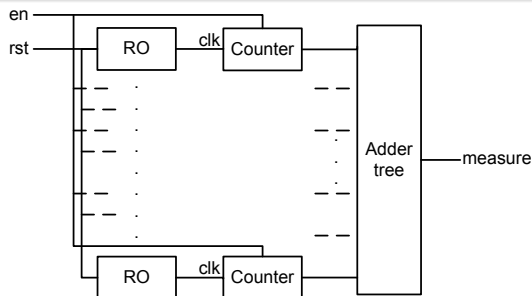 en
rst
RO
clk
Counter
Adder
tree
measure
RO
clk
Counter